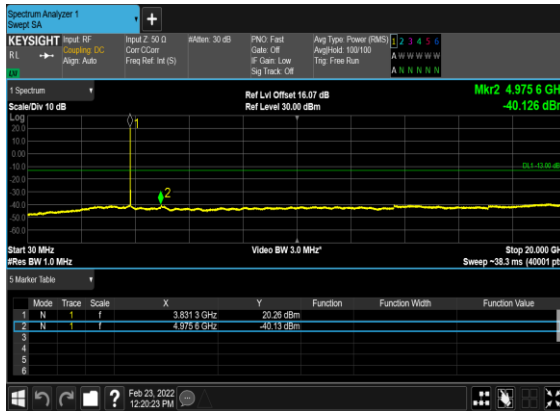 Spectrum Analyzer 1
Swept SA
+
KEYSIGHT Input: RF Input Z: 50 Ω #Atten: 30 dB PNO: Fast Avg Type: Power (RMS) 1 2 3 4 5 6
RL Coupling: DC Corr CCorr Gate: Off Avg|Hold: 100/100 A W W W W W
Align: Auto Freq Ref: Int (S) IF Gain: Low Trig: Free Run
Sig Track: Off A N N N N N
1 Spectrum
Scale/Div 10 dB
Ref Lvl Offset 16.07 dB
Ref Level 30.00 dBm
Mkr2 4.975 6 GH
-40.126 dBr
Log
1
20.0
10.0
0.00
-10.0
DL1 -13.00 dB
-20.0
-30.0
2
-40.0
-50.0
-60.0
Start 30 MHz
Video BW 3.0 MHz*
Stop 20.000 GH
#Res BW 1.0 MHz
Sweep ~38.3 ms (40001 pt
5 Marker Table
Mode Trace Scale X Y Function Function Width Function Value
1 N 1 f 3.831 3 GHz 20.26 dBm
2 N 1 f 4.975 6 GHz -40.13 dBm
3
4
5
6
? Feb 23, 2022
12:20:23 PM